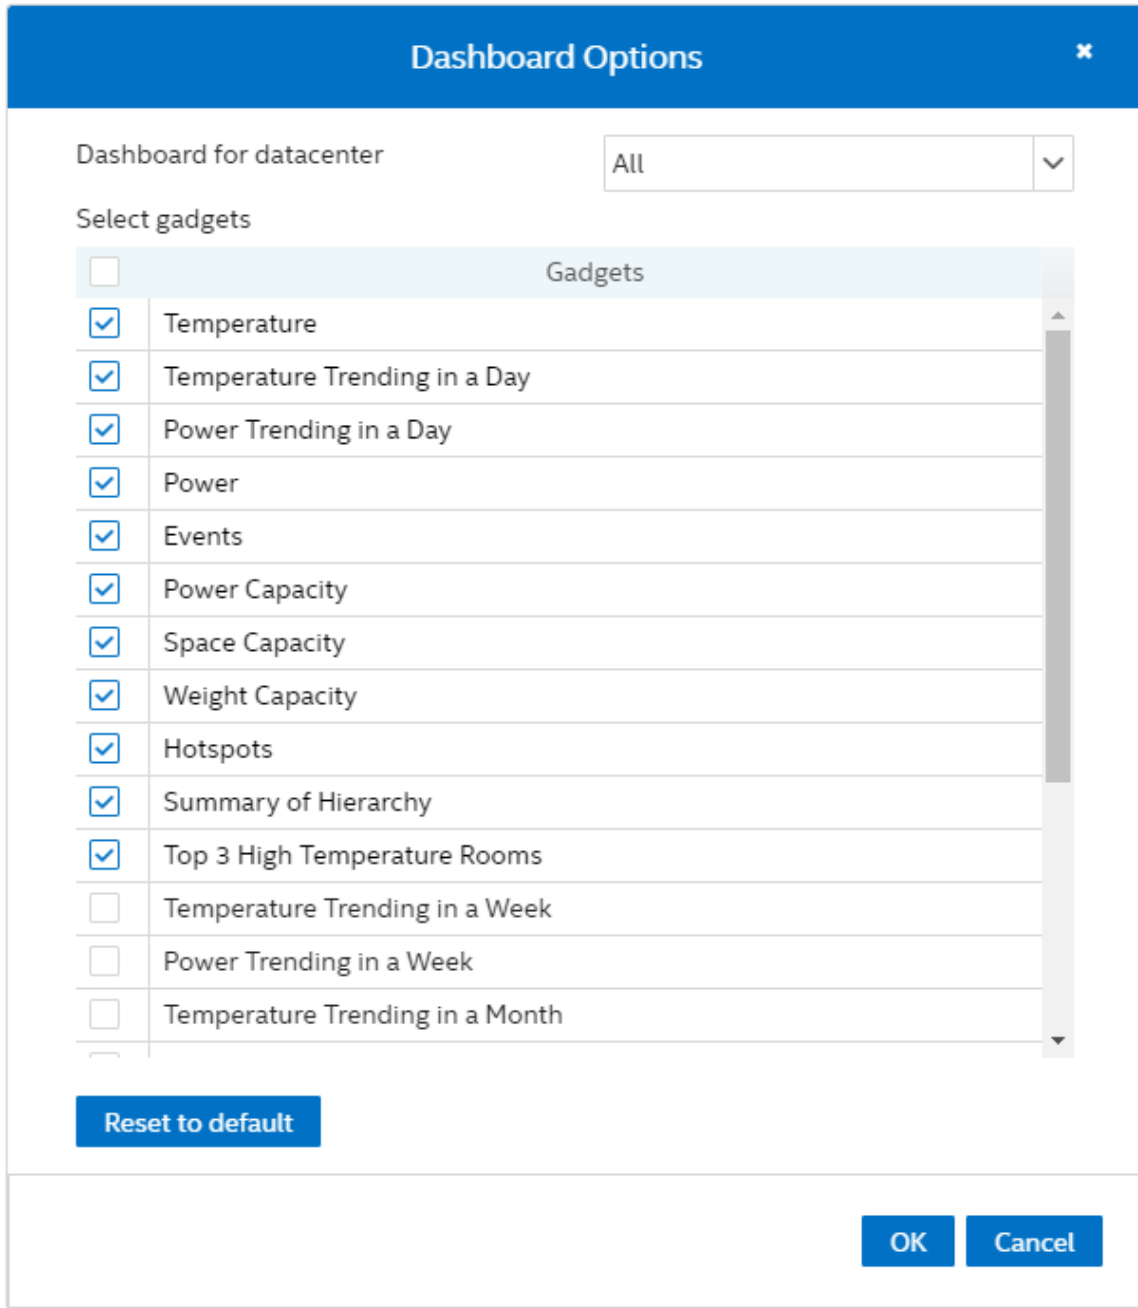 Dashboard Options
Dashboard for datacenter
All
Select gadgets
Gadgets
Temperature
Temperature Trending in a Day
Power Trending in a Day
Power
Events
Power Capacity
Space Capacity
Weight Capacity
Hotspots
Summary of Hierarchy
Top 3 High Temperature Rooms
Temperature Trending in a Week
Power Trending in a Week
Temperature Trending in a Month
Reset to default
OK
Cancel